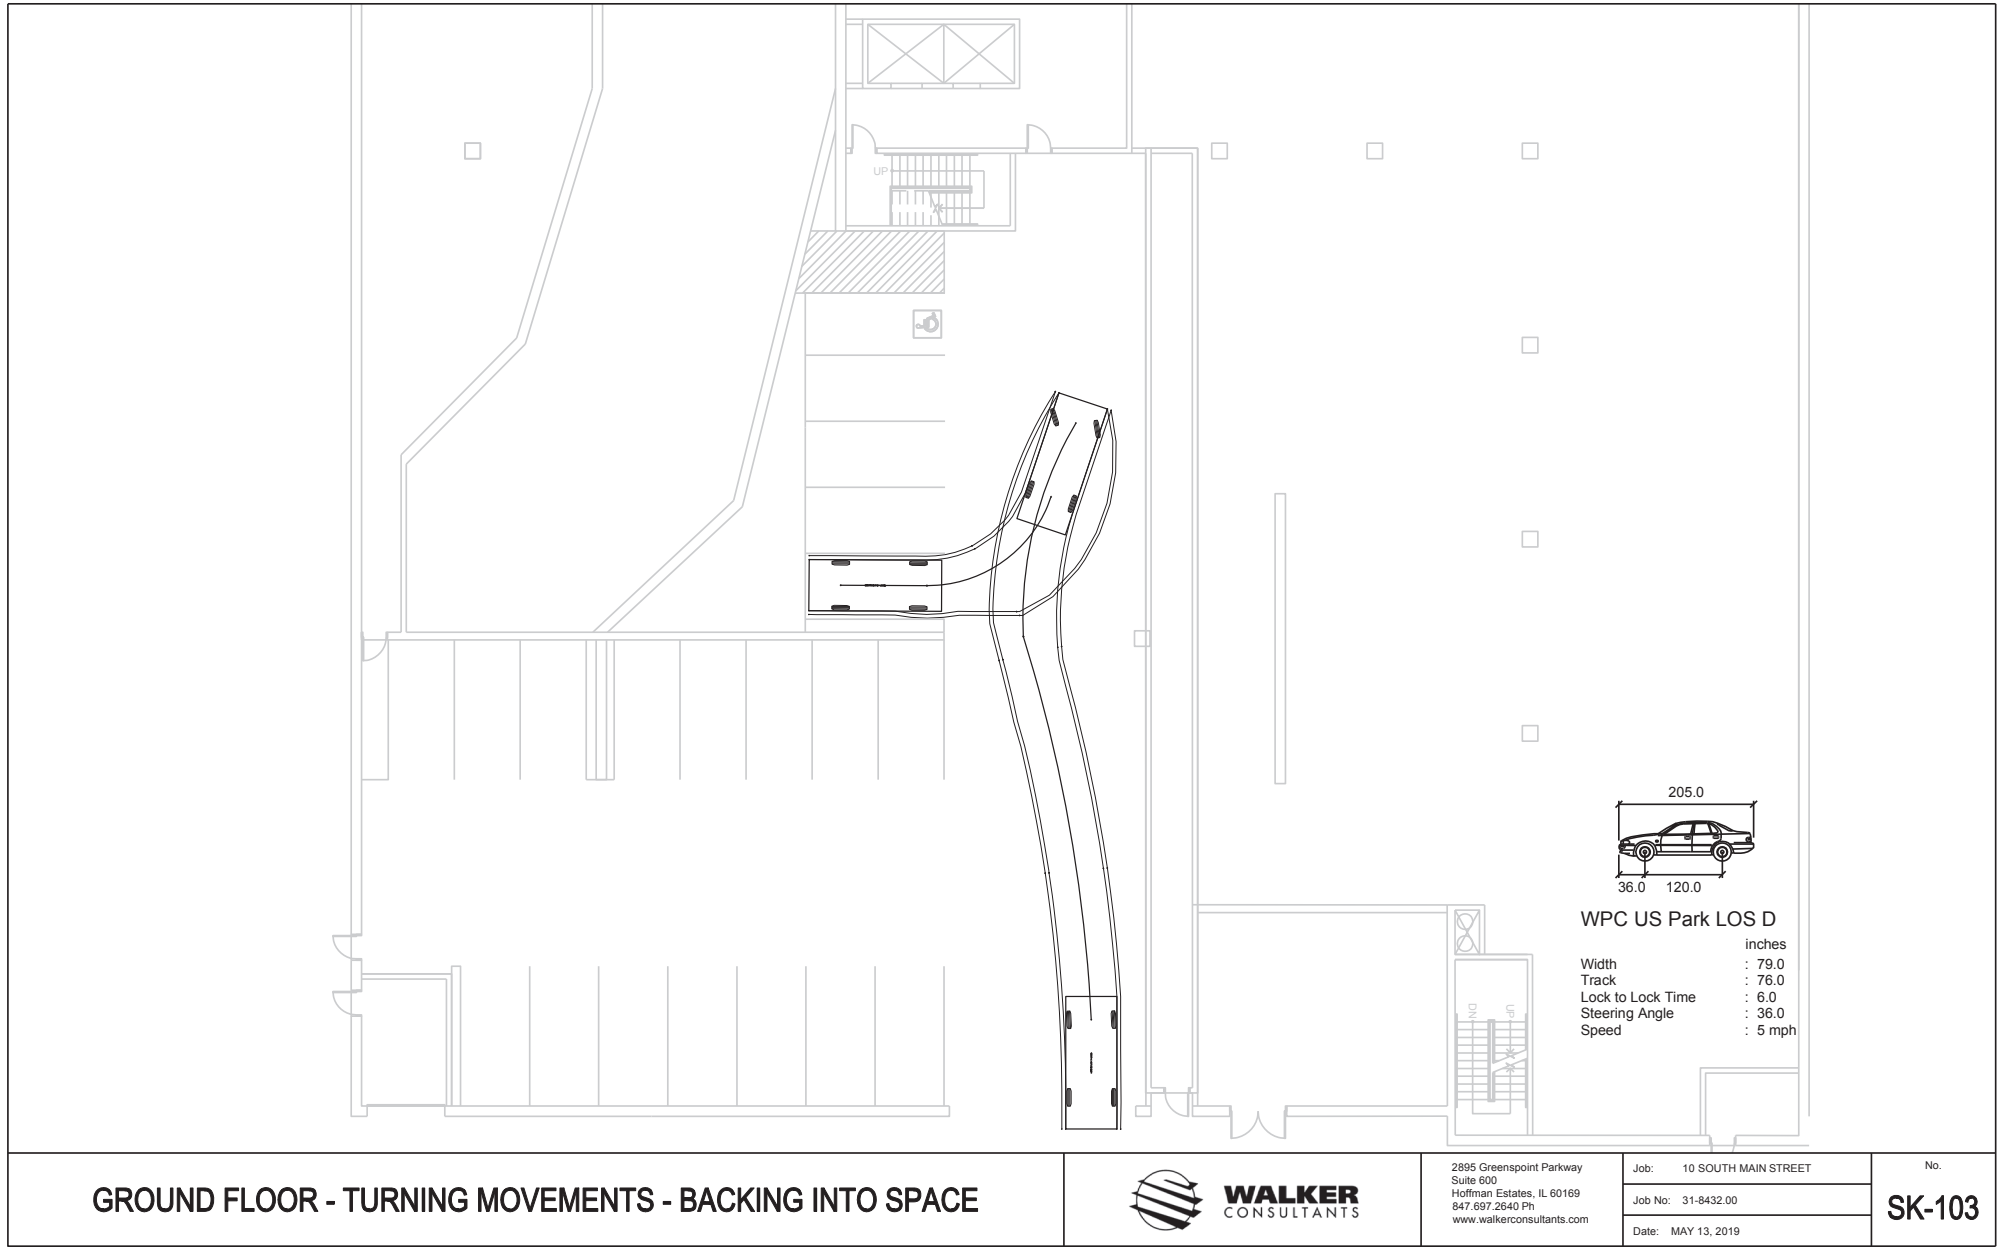 UP
205.0
36.0 120.0
WPC US Park LOS D
inches
Width : 79.0
Track : 76.0
Lock to Lock Time : 6.0
Steering Angle : 36.0
Speed : 5 mph
DN UP
GROUND FLOOR - TURNING MOVEMENTS - BACKING INTO SPACE
WALKER
CONSULTANTS
2895 Greenspoint Parkway
Suite 600
Hoffman Estates, IL 60169
847.697.2640 Ph
www.walkerconsultants.com
Job: 10 SOUTH MAIN STREET
Job No: 31-8432.00
Date: MAY 13, 2019
No.
SK-103